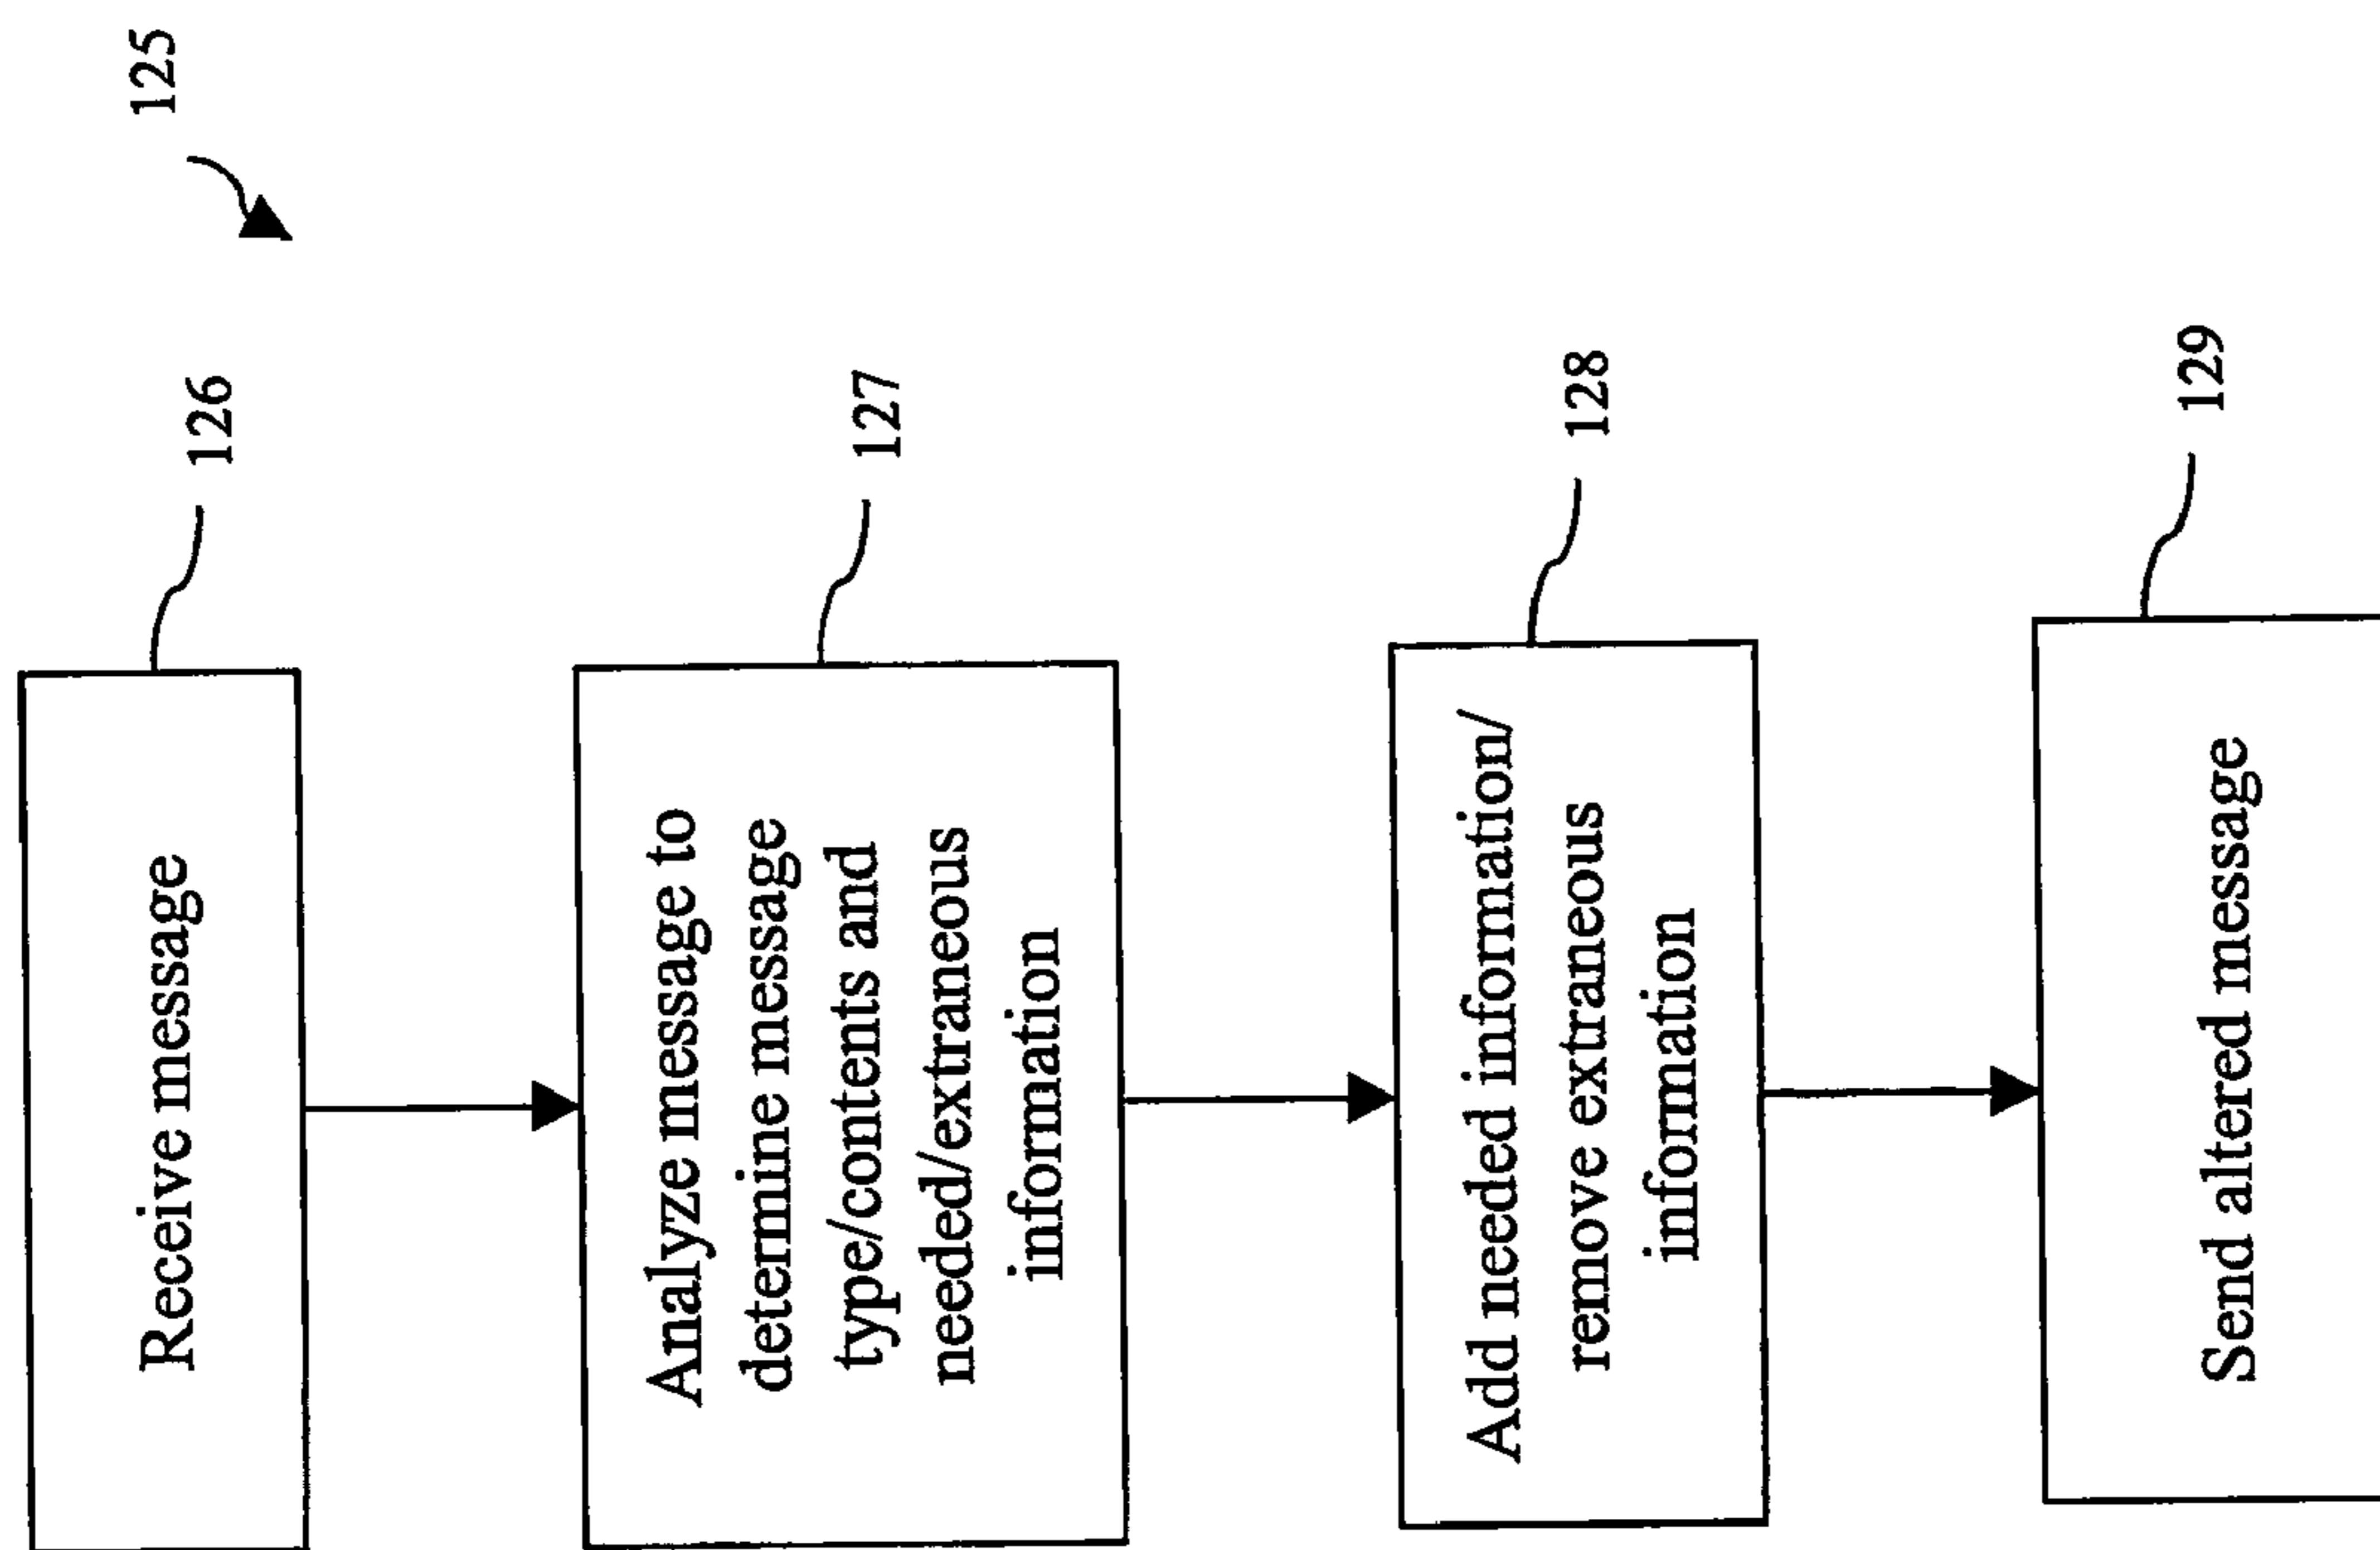 125
126
Receive message
127
Analyze message to
determine message
type/contents and
needed/extraneous
information
128
Add needed information/
remove extraneous
information
129
Send altered message